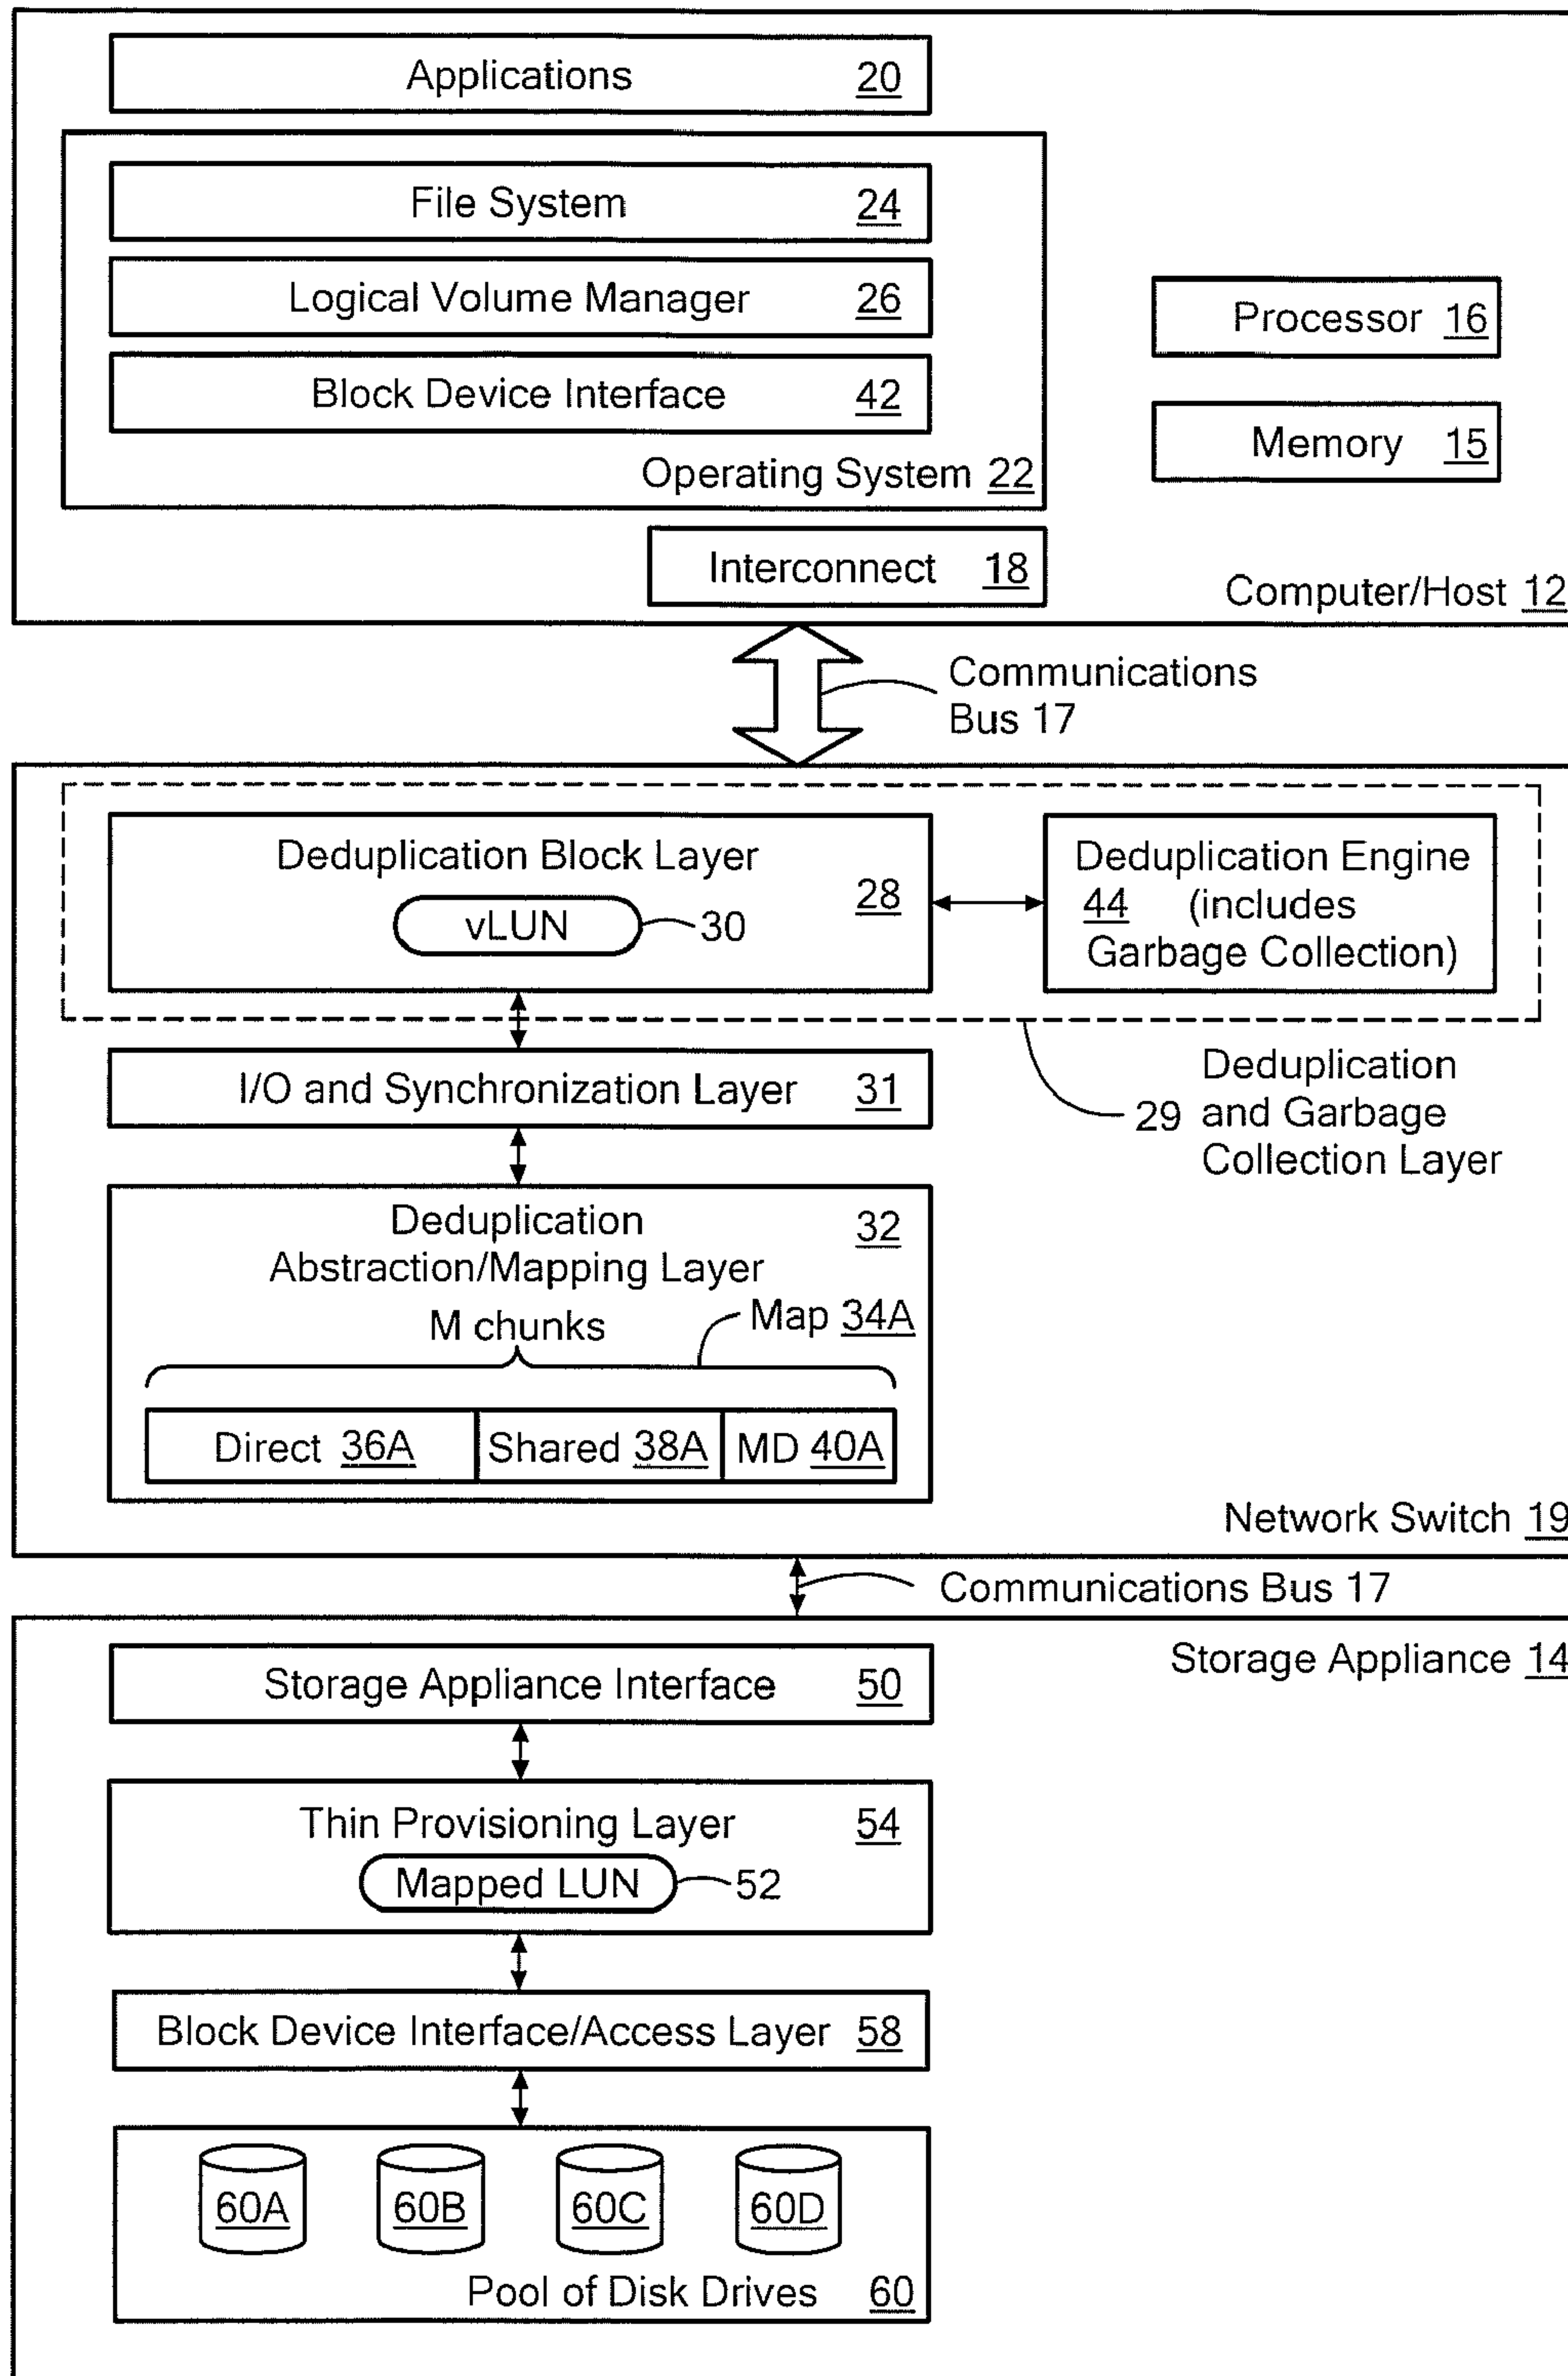 Applications 20
File System 24
Logical Volume Manager 26
Processor 16
Block Device Interface 42
Memory 15
Operating System 22
Interconnect 18
Computer/Host 12
Communications
Bus 17
Deduplication Block Layer
28
vLUN 30
Deduplication Engine
44 (includes
Garbage Collection)
I/O and Synchronization Layer 31
Deduplication
29 and Garbage
Collection Layer
Deduplication 32
Abstraction/Mapping Layer
M chunks
Map 34A
Direct 36A Shared 38A MD 40A
Network Switch 19
Communications Bus 17
Storage Appliance 14
Storage Appliance Interface 50
Thin Provisioning Layer 54
Mapped LUN 52
Block Device Interface/Access Layer 58
60A 60B 60C 60D
Pool of Disk Drives 60